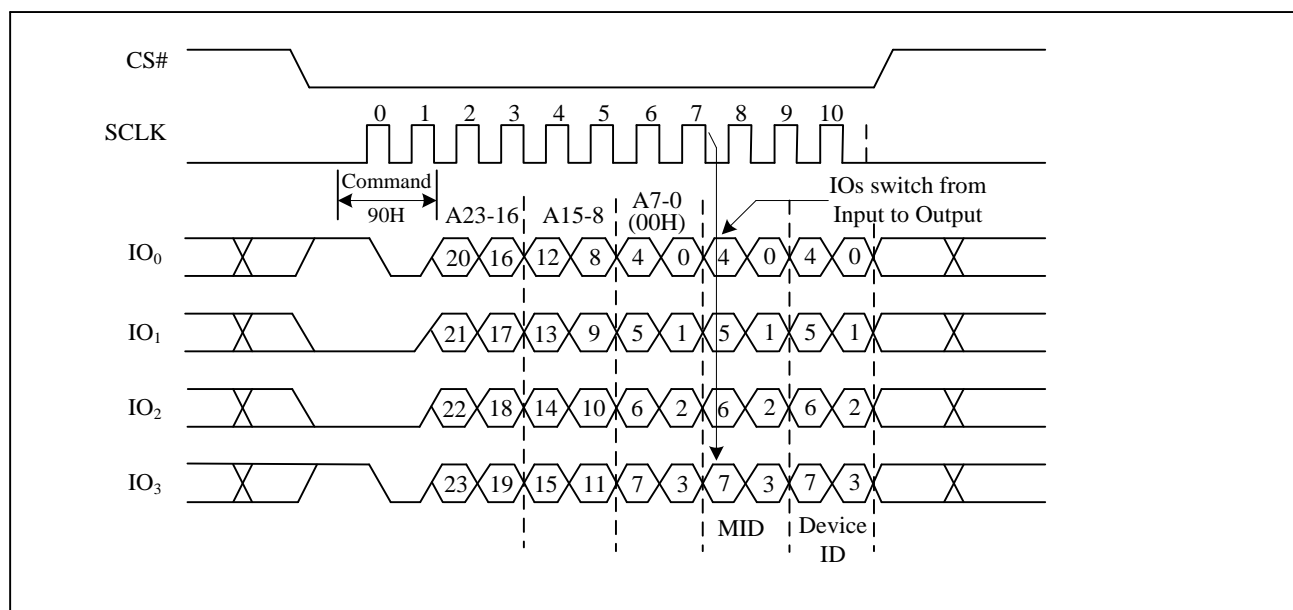 CS#
0 1 2 3 4 5 6 7 8 9 10
SCLK
Command
90H
A23-16
A15-8
A7-0
(00H)
IOs switch from
Input to Output
IO0 20 16 12 8 4 0 4 0 4 0
IO1 21 17 13 9 5 1 5 1 5 1
IO2 22 18 14 10 6 2 6 2 6 2
IO3 23 19 15 11 7 3 7 3 7 3
MID
Device
ID